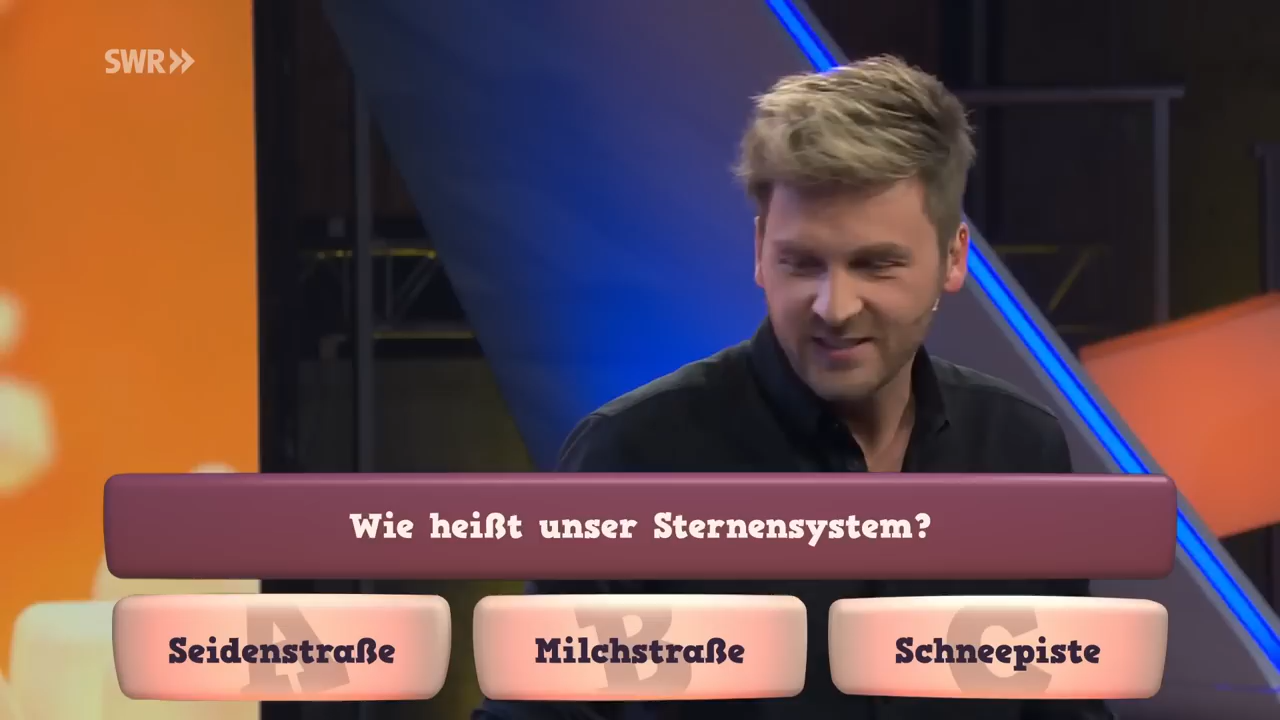 SWR»
Wie heißt unser Sternensystem?
A
Seidenstraße
B
Milchstraße
C
Schneepiste